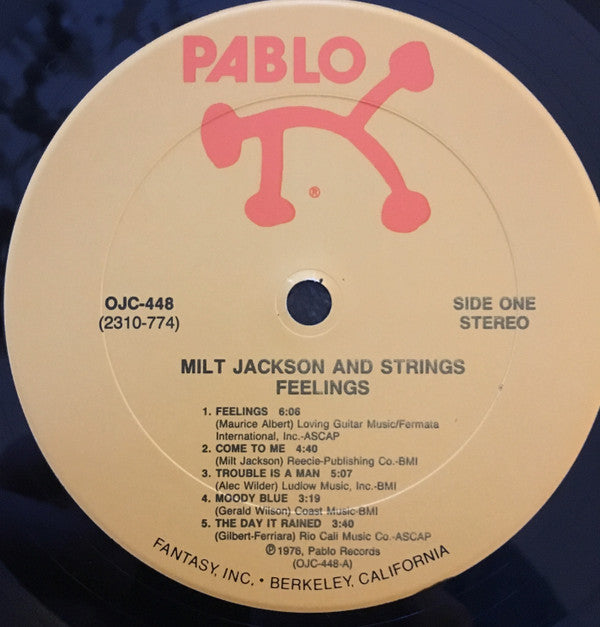 PABLO
®
OJC-448
(2310-774)
SIDE ONE
STEREO
MILT JACKSON AND STRINGS
FEELINGS
1. FEELINGS 6:06
(Maurice Albert) Loving Guitar Music/Fermata
International, Inc.-ASCAP
2. COME TO ME 4:40
(Milt Jackson) Reecie-Publishing Co.-BMI
3. TROUBLE IS A MAN 5:07
(Alec Wilder) Ludlow Music, Inc.-BMI
4. MOODY BLUE 3:19
(Gerald Wilson) Coast Music-BMI
5. THE DAY IT RAINED 3:40
(Gilbert-Ferriara) Rio Cali Music Co.-ASCAP
℗ 1976, Pablo Records
(OJC-448-A)
FANTASY, INC. • BERKELEY, CALIFORNIA